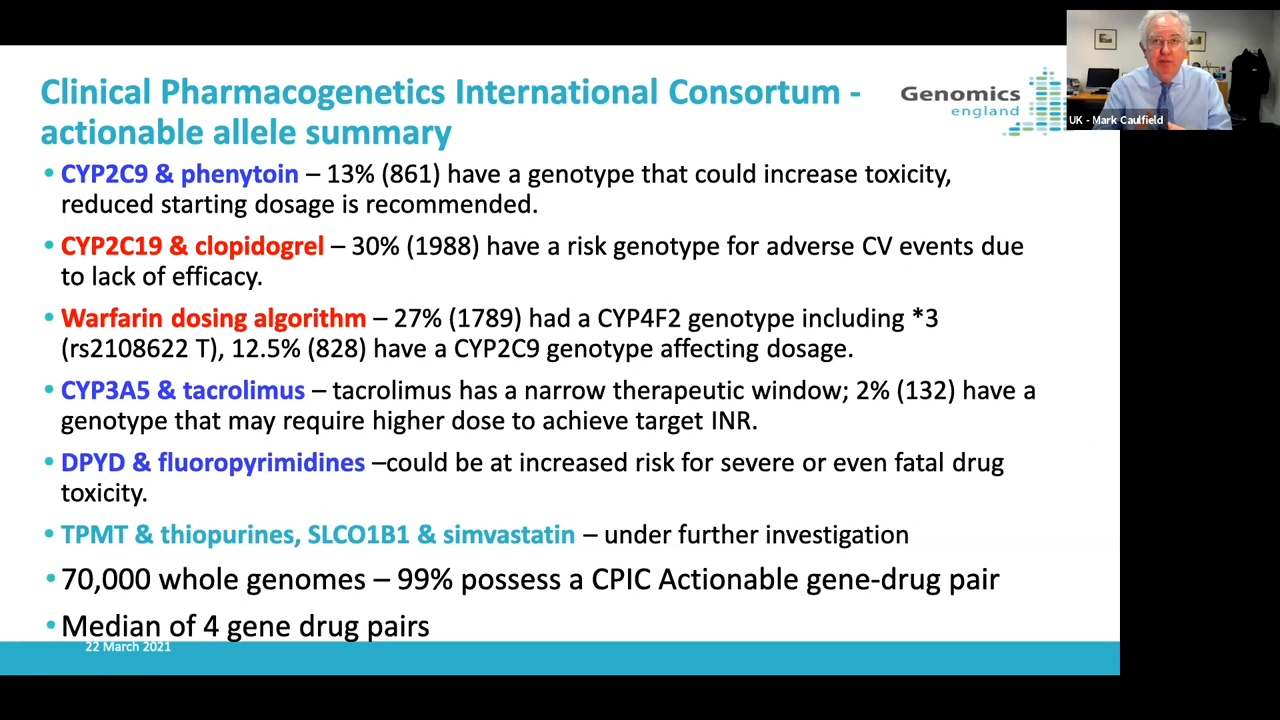 Clinical Pharmacogenetics International Consortium -
actionable allele summary
Genomics
england
UK - Mark Caulfield
• CYP2C9 & phenytoin – 13% (861) have a genotype that could increase toxicity,
reduced starting dosage is recommended.
• CYP2C19 & clopidogrel – 30% (1988) have a risk genotype for adverse CV events due
to lack of efficacy.
• Warfarin dosing algorithm – 27% (1789) had a CYP4F2 genotype including *3
(rs2108622 T), 12.5% (828) have a CYP2C9 genotype affecting dosage.
• CYP3A5 & tacrolimus – tacrolimus has a narrow therapeutic window; 2% (132) have a
genotype that may require higher dose to achieve target INR.
• DPYD & fluoropyrimidines –could be at increased risk for severe or even fatal drug
toxicity.
• TPMT & thiopurines, SLCO1B1 & simvastatin – under further investigation
• 70,000 whole genomes – 99% possess a CPIC Actionable gene-drug pair
• Median of 4 gene drug pairs
22 March 2021